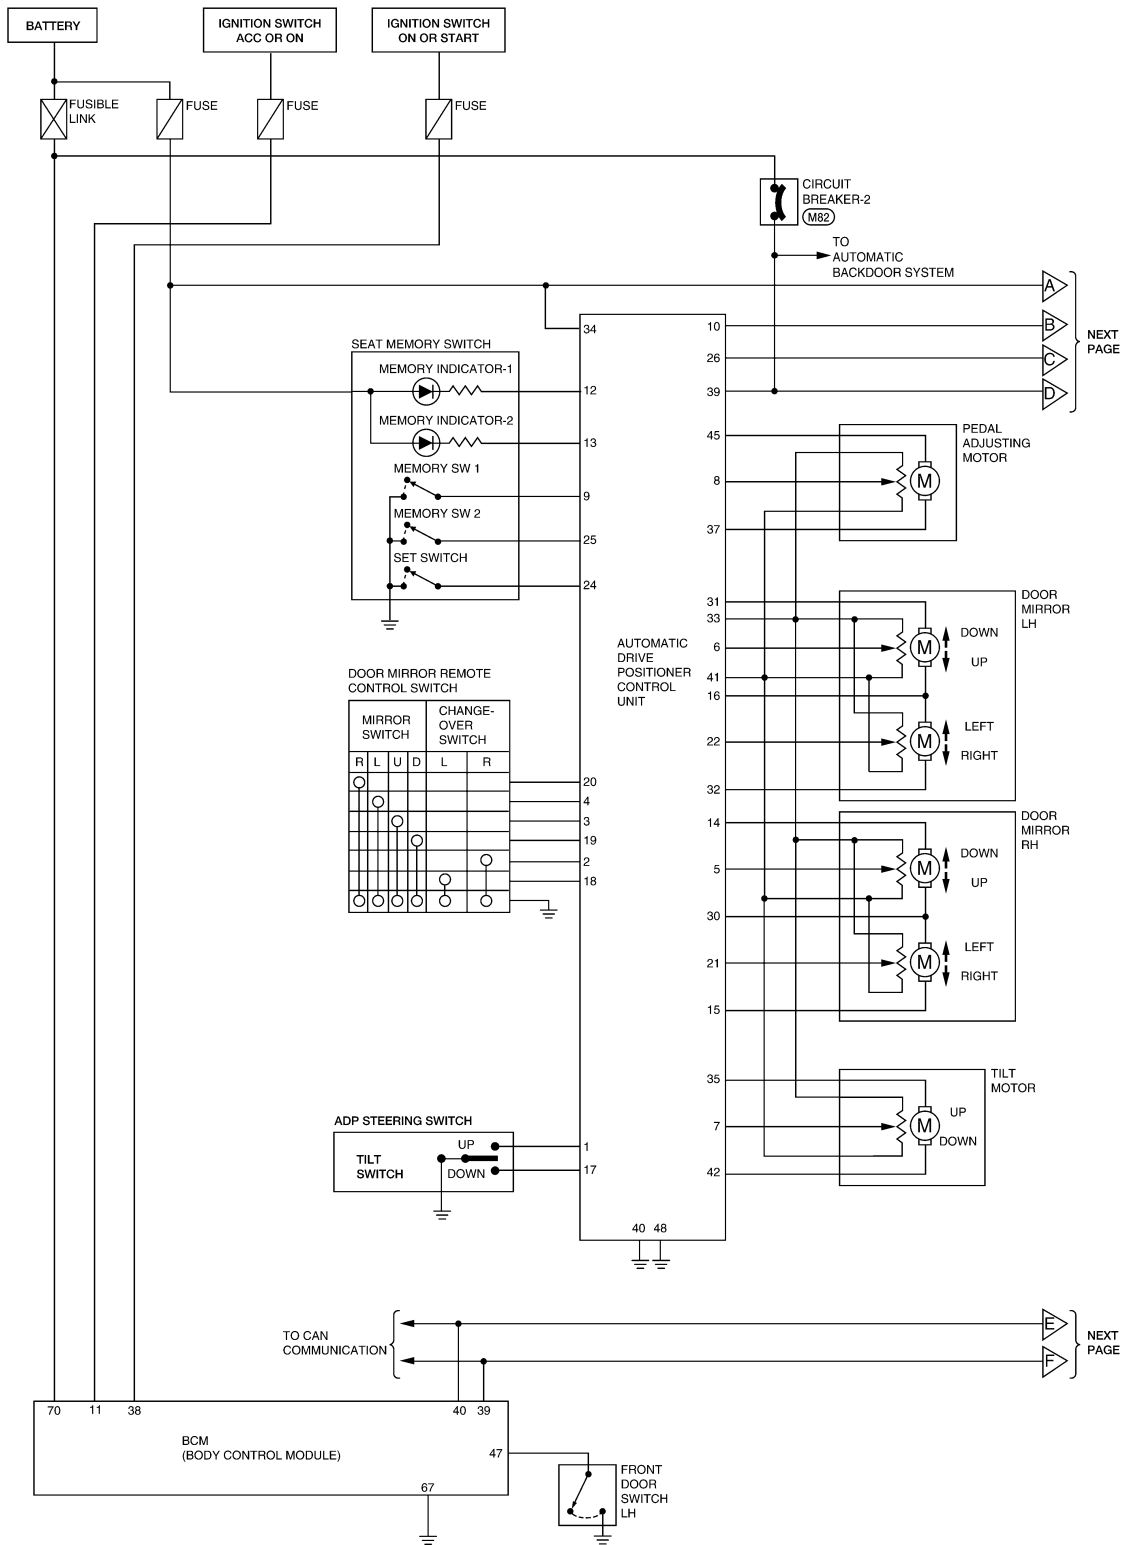 BATTERY
IGNITION SWITCH
ACC OR ON
IGNITION SWITCH
ON OR START
FUSIBLE
LINK
FUSE
FUSE
FUSE
CIRCUIT
BREAKER-2
M82
TO
AUTOMATIC
BACKDOOR SYSTEM
A
B
C
D
NEXT
PAGE
34
10
26
39
SEAT MEMORY SWITCH
MEMORY INDICATOR-1
12
MEMORY INDICATOR-2
13
MEMORY SW 1
9
MEMORY SW 2
25
SET SWITCH
24
45
8
37
M
PEDAL
ADJUSTING
MOTOR
AUTOMATIC
DRIVE
POSITIONER
CONTROL
UNIT
31
33
6
41
16
22
32
M
DOWN
UP
M
LEFT
RIGHT
DOOR
MIRROR
LH
DOOR MIRROR REMOTE
CONTROL SWITCH
MIRROR
SWITCH
CHANGE-
OVER
SWITCH
R L U D L R
20
4
3
19
2
18
14
5
30
21
15
M
DOWN
UP
M
LEFT
RIGHT
DOOR
MIRROR
RH
35
7
42
M
UP
DOWN
TILT
MOTOR
ADP STEERING SWITCH
TILT
SWITCH
UP
DOWN
1
17
40 48
TO CAN
COMMUNICATION
E
F
NEXT
PAGE
70 11 38 40 39
BCM
(BODY CONTROL MODULE)
47
67
FRONT
DOOR
SWITCH
LH